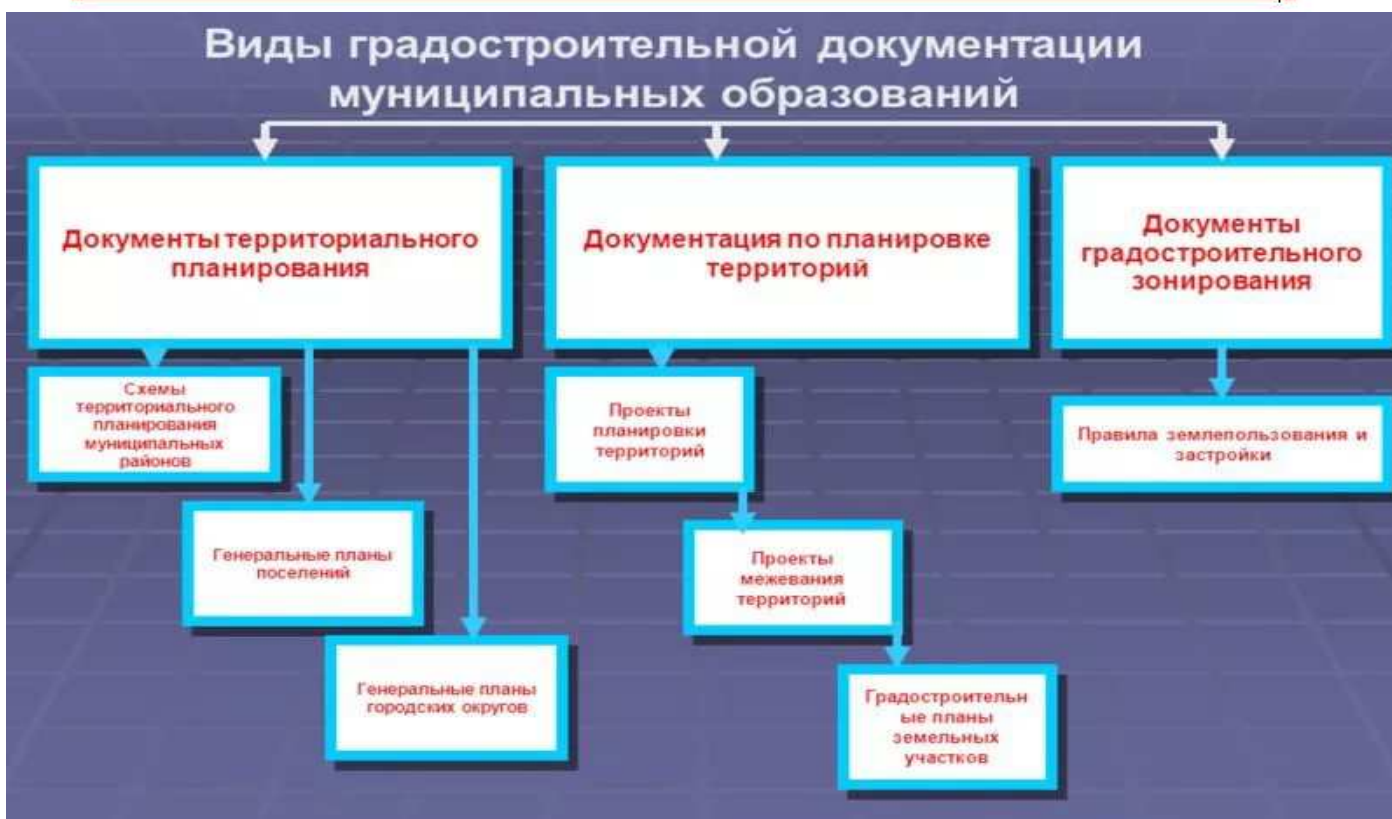 Виды градостроительной документации
муниципальных образований
Документы территориального
планирования
Документация по планировке
территорий
Документы
градостроительного
зонирования
Схемы
территориального
планирования
муниципальных
районов
Генеральные планы
поселений
Генеральные планы
городских округов
Проекты
планировки
территорий
Проекты
межевания
территорий
Градостроительн
ые планы
земельных
участков
Правила землепользования и
застройки